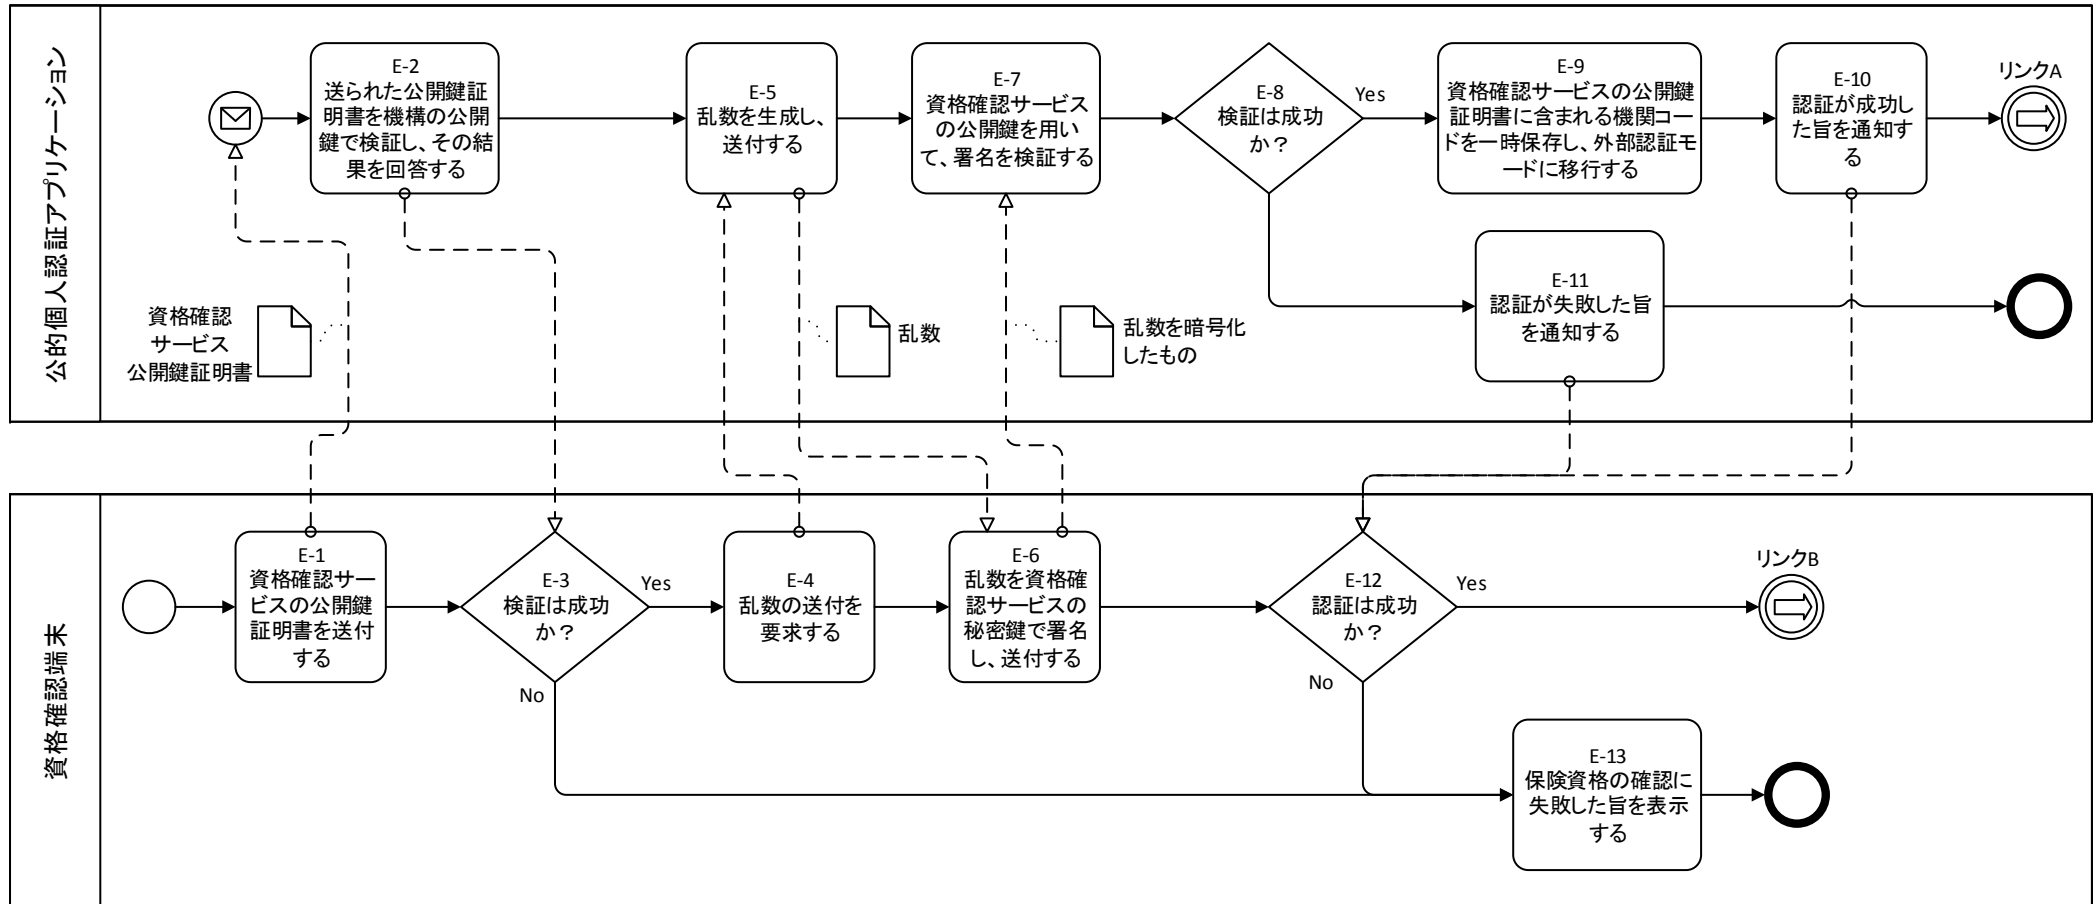 公的個人認証アプリケーション
E-2
送られた公開鍵証
明書を機構の公開
鍵で検証し、その結
果を回答する
E-5
乱数を生成し、
送付する
E-7
資格確認サービス
の公開鍵を用い
て、署名を検証する
E-8
検証は成功
か?
Yes
E-9
資格確認サービスの公開鍵
証明書に含まれる機関コー
ドを一時保存し、外部認証モ
ードに移行する
E-10
認証が成功し
た旨を通知す
る
リンクA
E-11
認証が失敗した旨
を通知する
資格確認
サービス
公開鍵証明書
乱数
乱数を暗号化
したもの
資格確認端末
E-1
資格確認サー
ビスの公開鍵
証明書を送付
する
E-3
検証は成功
か?
Yes
No
E-4
乱数の送付を
要求する
E-6
乱数を資格確
認サービスの
秘密鍵で署名
し、送付する
E-12
認証は成功
か?
Yes
No
リンクB
E-13
保険資格の確認に
失敗した旨を表示
する